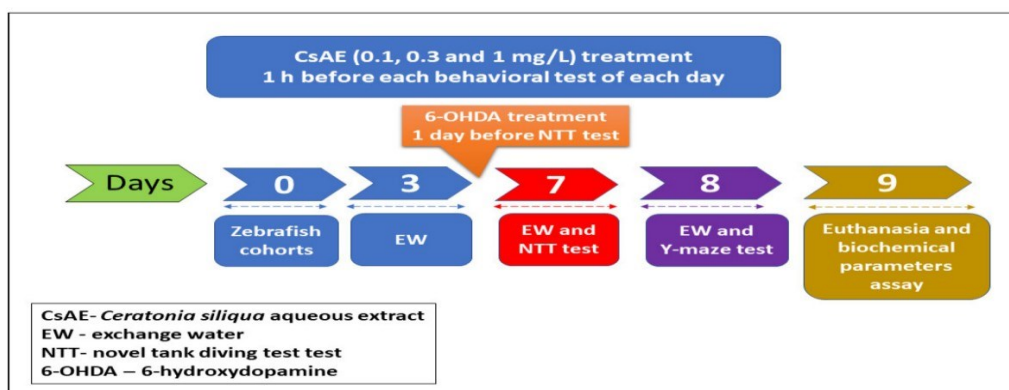 CsAE (0.1, 0.3 and 1 mg/L) treatment
1 h before each behavioral test of each day
6-OHDA treatment
1 day before NTT test
Days
0
3
7
8
9
Zebrafish
cohorts
EW
EW and
NTT test
EW and
Y-maze test
Euthanasia and
biochemical
parameters
assay
CsAE- Ceratonia siliqua aqueous extract
EW - exchange water
NTT- novel tank diving test test
6-OHDA – 6-hydroxydopamine